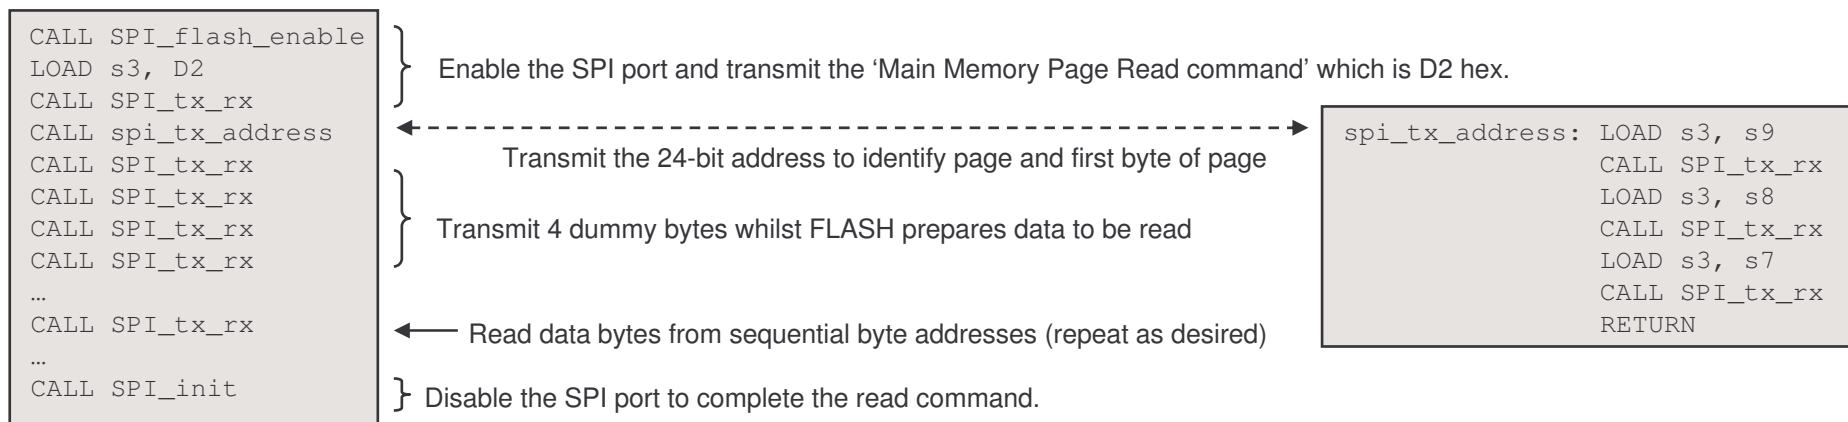 CALL SPI_flash_enable
LOAD s3, D2
CALL SPI_tx_rx
CALL spi_tx_address
CALL SPI_tx_rx
CALL SPI_tx_rx
CALL SPI_tx_rx
CALL SPI_tx_rx
…
CALL SPI_tx_rx
…
CALL SPI_init
Enable the SPI port and transmit the ‘Main Memory Page Read command’ which is D2 hex.
Transmit the 24-bit address to identify page and first byte of page
Transmit 4 dummy bytes whilst FLASH prepares data to be read
Read data bytes from sequential byte addresses (repeat as desired)
Disable the SPI port to complete the read command.
spi_tx_address: LOAD s3, s9
CALL SPI_tx_rx
LOAD s3, s8
CALL SPI_tx_rx
LOAD s3, s7
CALL SPI_tx_rx
RETURN